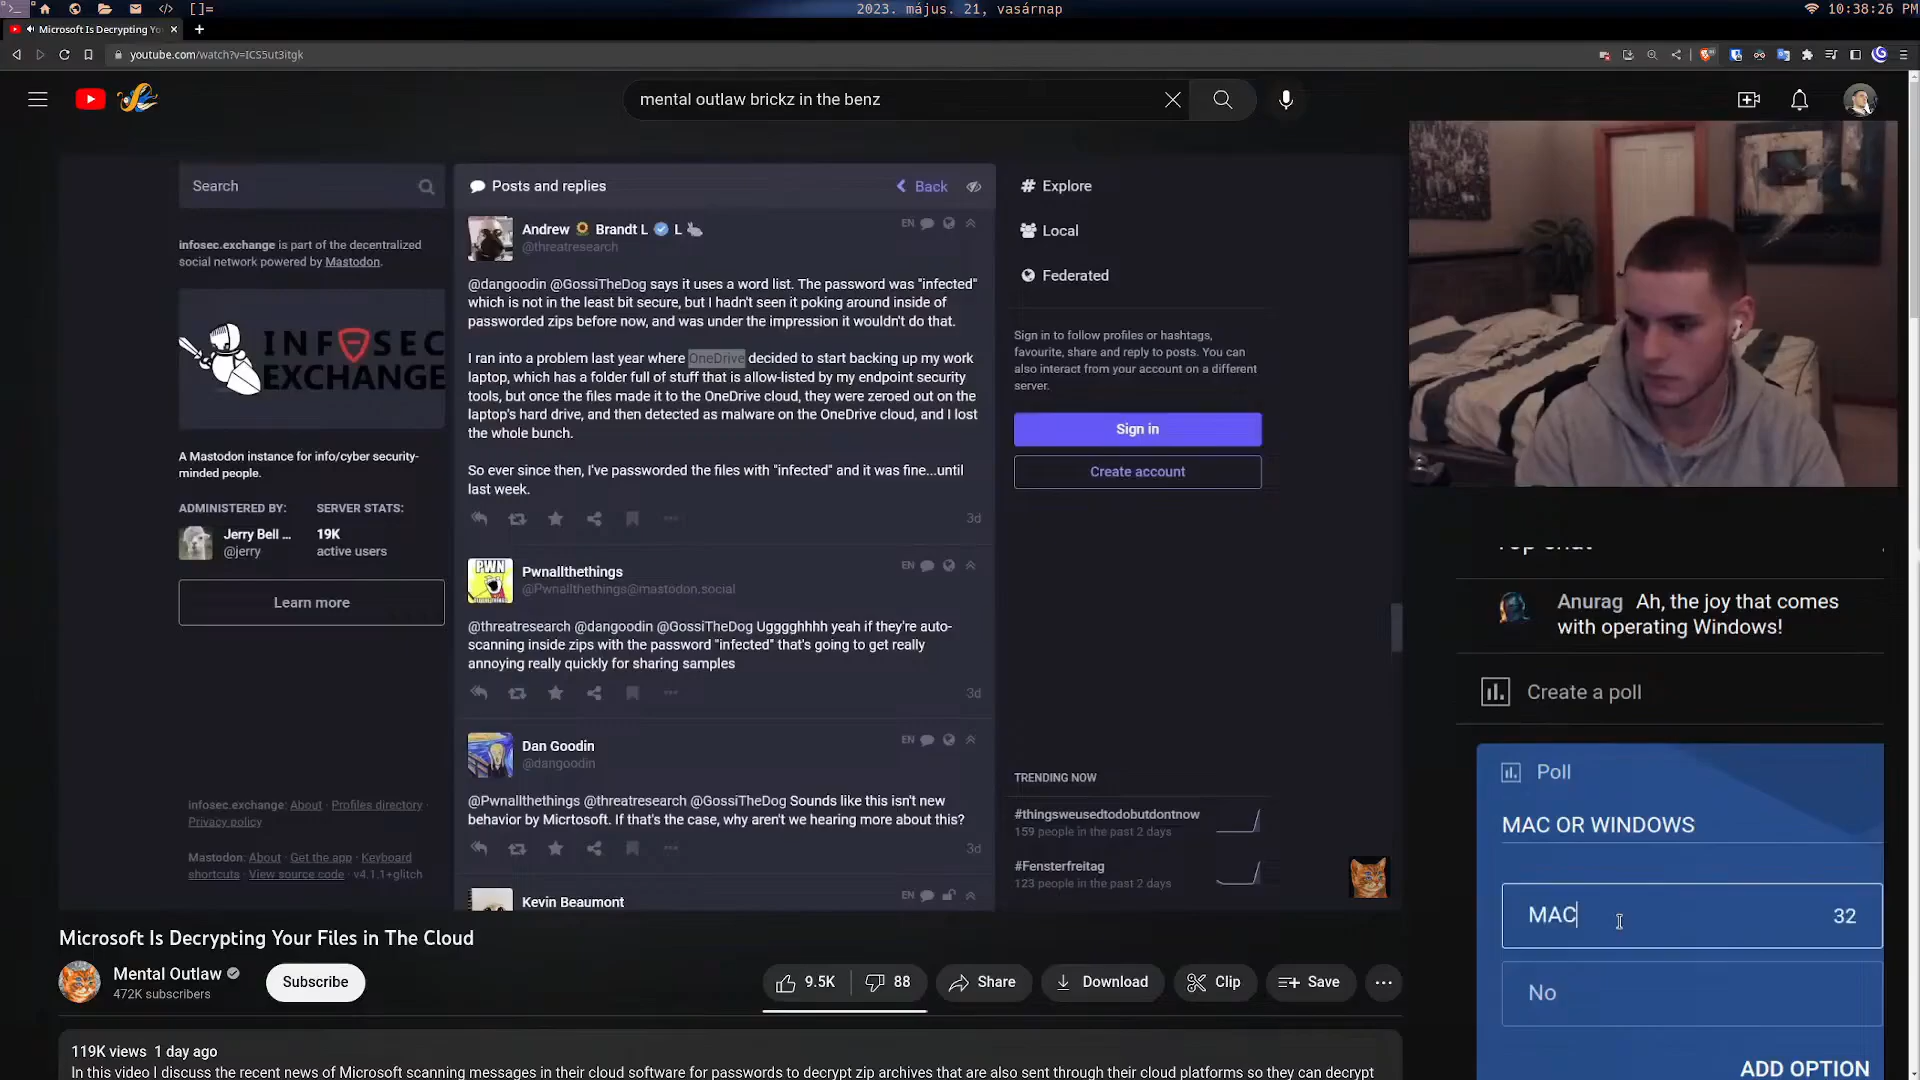 2023. május. 21, vasárnap
10:38:26 PM
Microsoft Is Decrypting Yo
youtube.com/watch?v=ICS5ut3itgk
mental outlaw brickz in the benz
Search
infosec.exchange is part of the decentralized
social network powered by Mastodon.
INFOSEC
EXCHANGE
A Mastodon instance for info/cyber security-
minded people.
ADMINISTERED BY:
SERVER STATS:
Jerry Bell ...
@jerry
19K
active users
Learn more
infosec.exchange: About · Profiles directory ·
Privacy policy
Mastodon: About · Get the app · Keyboard
shortcuts · View source code · v4.1.1+glitch
Posts and replies
Back
Andrew Brandt L L
EN
@threatresearch
@dangoodin @GossiTheDog says it uses a word list. The password was "infected"
which is not in the least bit secure, but I hadn't seen it poking around inside of
passworded zips before now, and was under the impression it wouldn't do that.
I ran into a problem last year where OneDrive decided to start backing up my work
laptop, which has a folder full of stuff that is allow-listed by my endpoint security
tools, but once the files made it to the OneDrive cloud, they were zeroed out on the
laptop's hard drive, and then detected as malware on the OneDrive cloud, and I lost
the whole bunch.
So ever since then, I've passworded the files with "infected" and it was fine...until
last week.
3d
PWN
Pwnallthethings
EN
@Pwnallthethings@mastodon.social
@threatresearch @dangoodin @GossiTheDog Ugggghhhh yeah if they're auto-
scanning inside zips with the password "infected" that's going to get really
annoying really quickly for sharing samples
3d
Dan Goodin
EN
@dangoodin
@Pwnallthethings @threatresearch @GossiTheDog Sounds like this isn't new
behavior by Micrtosoft. If that's the case, why aren't we hearing more about this?
3d
Kevin Beaumont
EN
# Explore
Local
Federated
Sign in to follow profiles or hashtags,
favourite, share and reply to posts. You can
also interact from your account on a different
server.
Sign in
Create account
TRENDING NOW
#thingsweusedtodobutdontnow
159 people in the past 2 days
#Fensterfreitag
123 people in the past 2 days
Top chat
Anurag Ah, the joy that comes
with operating Windows!
Create a poll
Poll
MAC OR WINDOWS
MAC
32
No
ADD OPTION
Microsoft Is Decrypting Your Files in The Cloud
Mental Outlaw
472K subscribers
Subscribe
9.5K
88
Share
Download
Clip
Save
119K views 1 day ago
In this video I discuss the recent news of Microsoft scanning messages in their cloud software for passwords to decrypt zip archives that are also sent through their cloud platforms so they can decrypt